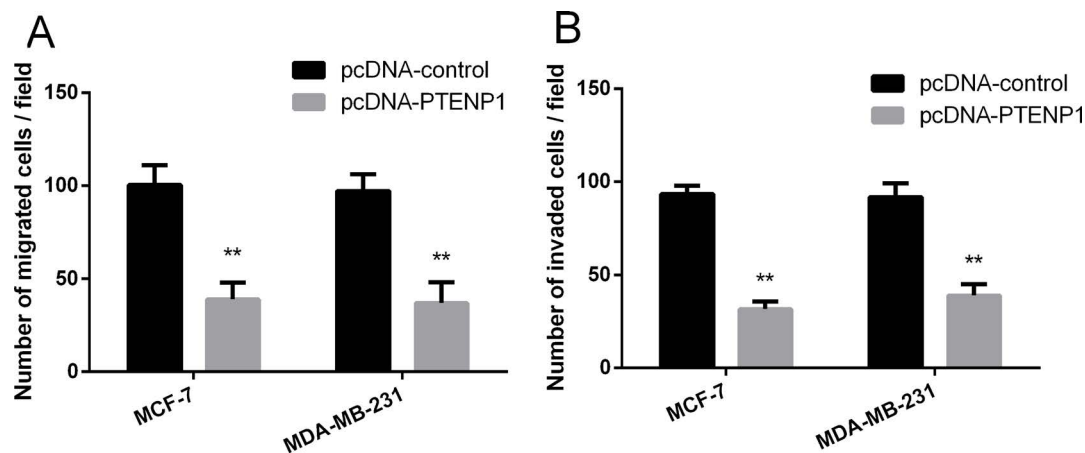 A
pcDNA-control
pcDNA-PTENP1
Number of migrated cells / field
150
100
50
0
**
**
MCF-7
MDA-MB-231
B
pcDNA-control
pcDNA-PTENP1
Number of invaded cells / field
150
100
50
0
**
**
MCF-7
MDA-MB-231